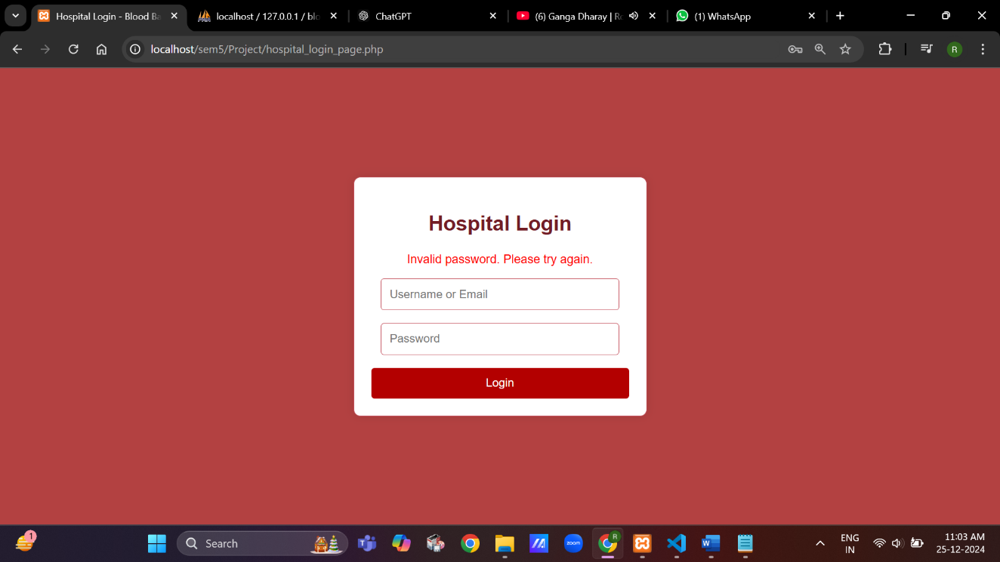 Hospital Login - Blood Ba
localhost / 127.0.0.1 / blo
ChatGPT
(6) Ganga Dharay | R
(1) WhatsApp
localhost/sem5/Project/hospital_login_page.php
R
Hospital Login
Invalid password. Please try again.
Username or Email
Password
Login
1
Search
zoom
R
ENG
IN
11:03 AM
25-12-2024